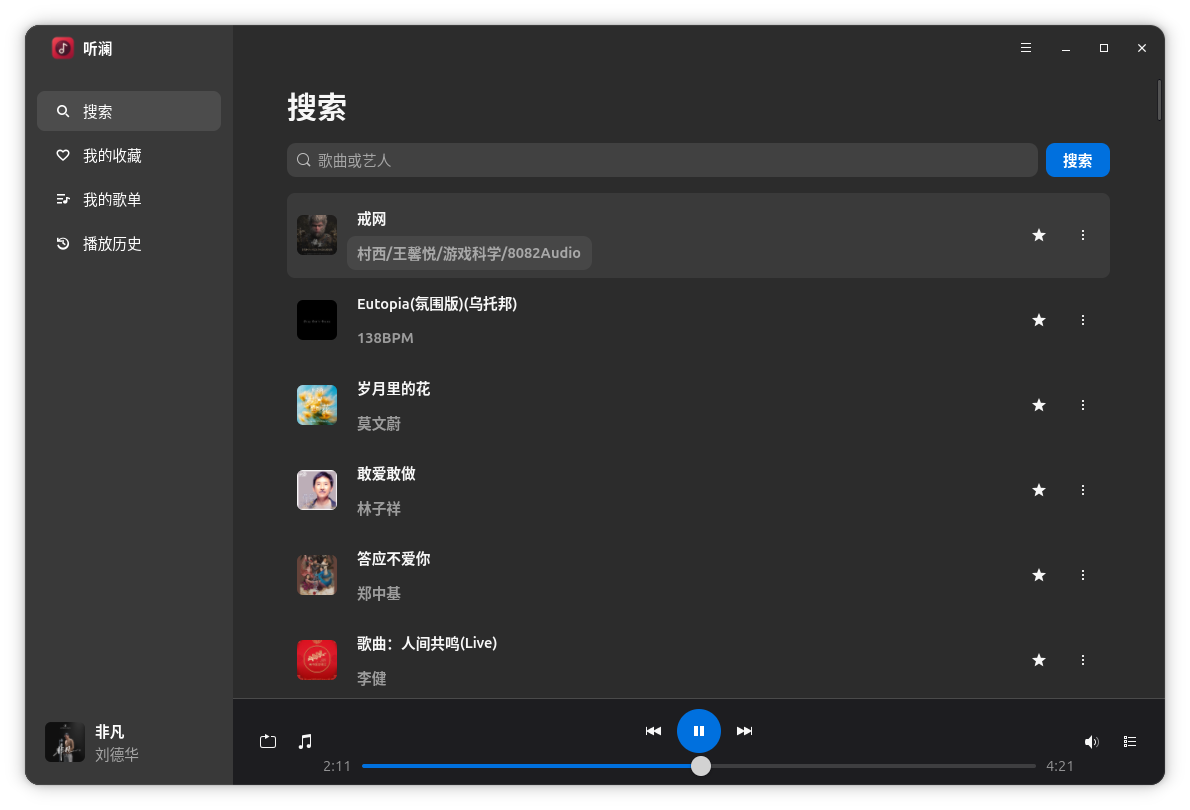 听澜
搜索
我的收藏
我的歌单
播放历史
搜索
歌曲或艺人
搜索
戒网
村西/王馨悦/游戏科学/8082Audio
Eutopia(氛围版)(乌托邦)
138BPM
岁月里的花
莫文蔚
敢爱敢做
林子祥
答应不爱你
郑中基
歌曲：人间共鸣(Live)
李健
非凡
刘德华
2:11
4:21